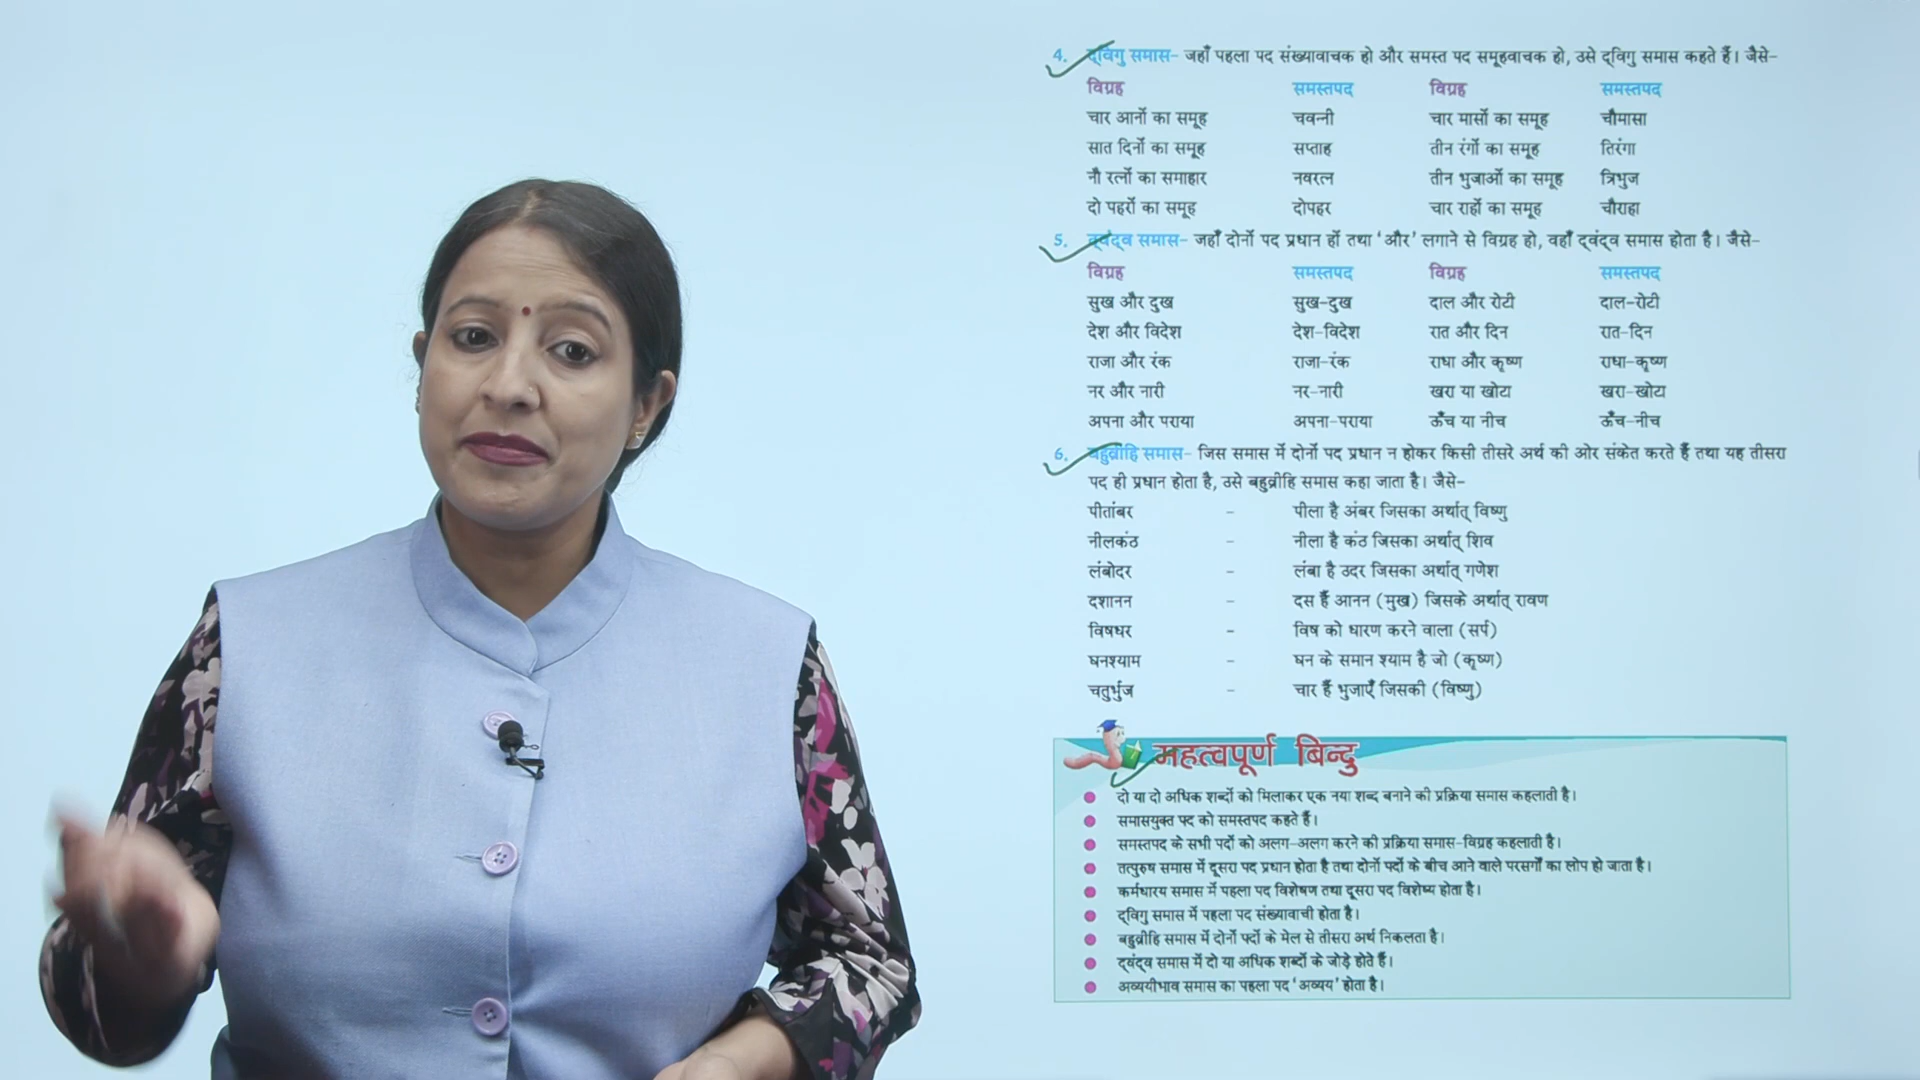 4. द्विगु समास- जहाँ पहला पद संख्यावाचक हो और समस्त पद समूहवाचक हो, उसे द्विगु समास कहते हैं। जैसे-
विग्रह समस्तपद विग्रह समस्तपद
चार आनों का समूह चवन्नी चार मासों का समूह चौमासा
सात दिनों का समूह सप्ताह तीन रंगों का समूह तिरंगा
नौ रत्नों का समाहार नवरत्न तीन भुजाओं का समूह त्रिभुज
दो पहरों का समूह दोपहर चार राहों का समूह चौराहा
5. द्वंद्व समास- जहाँ दोनों पद प्रधान हों तथा 'और' लगाने से विग्रह हो, वहाँ द्वंद्व समास होता है। जैसे-
विग्रह समस्तपद विग्रह समस्तपद
सुख और दुख सुख-दुख दाल और रोटी दाल-रोटी
देश और विदेश देश-विदेश रात और दिन रात-दिन
राजा और रंक राजा-रंक राधा और कृष्ण राधा-कृष्ण
नर और नारी नर-नारी खरा या खोटा खरा-खोटा
अपना और पराया अपना-पराया ऊँच या नीच ऊँच-नीच
6. बहुव्रीहि समास- जिस समास में दोनों पद प्रधान न होकर किसी तीसरे अर्थ की ओर संकेत करते हैं तथा यह तीसरा
पद ही प्रधान होता है, उसे बहुव्रीहि समास कहा जाता है। जैसे-
पीतांबर - पीला है अंबर जिसका अर्थात् विष्णु
नीलकंठ - नीला है कंठ जिसका अर्थात् शिव
लंबोदर - लंबा है उदर जिसका अर्थात् गणेश
दशानन - दस हैं आनन (मुख) जिसके अर्थात् रावण
विषधर - विष को धारण करने वाला (सर्प)
घनश्याम - घन के समान श्याम है जो (कृष्ण)
चतुर्भुज - चार हैं भुजाएँ जिसकी (विष्णु)
महत्वपूर्ण बिन्दु
दो या दो अधिक शब्दों को मिलाकर एक नया शब्द बनाने की प्रक्रिया समास कहलाती है।
समासयुक्त पद को समस्तपद कहते हैं।
समस्तपद के सभी पदों को अलग-अलग करने की प्रक्रिया समास-विग्रह कहलाती है।
तत्पुरुष समास में दूसरा पद प्रधान होता है तथा दोनों पदों के बीच आने वाले परसर्गों का लोप हो जाता है।
कर्मधारय समास में पहला पद विशेषण तथा दूसरा पद विशेष्य होता है।
द्विगु समास में पहला पद संख्यावाची होता है।
बहुव्रीहि समास में दोनों पदों के मेल से तीसरा अर्थ निकलता है।
द्वंद्व समास में दो या अधिक शब्दों के जोड़े होते हैं।
अव्ययीभाव समास का पहला पद 'अव्यय' होता है।